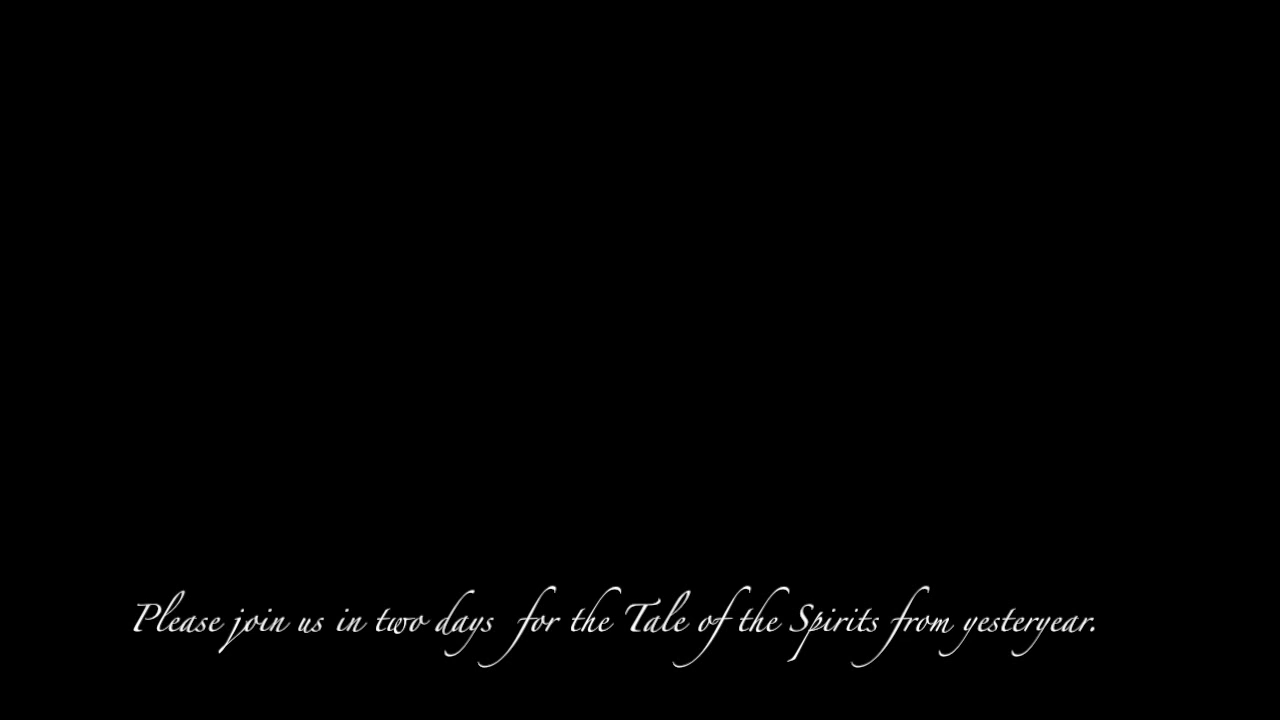 Please join us in two days for the Tale of the Spirits from yesteryear.